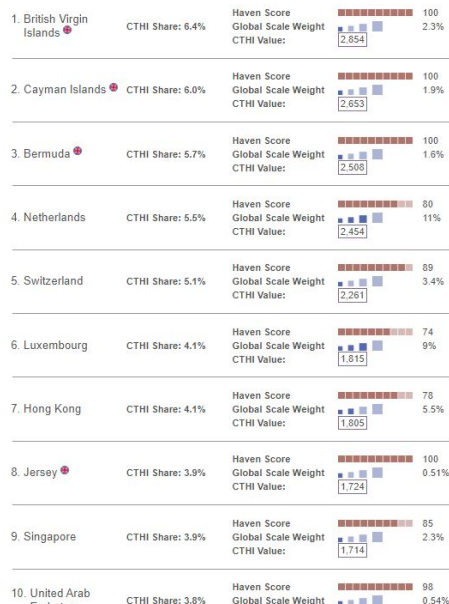 1. British Virgin
Islands
CTHI Share: 6.4%
Haven Score 100
Global Scale Weight 2.3%
CTHI Value: 2,854
2. Cayman Islands
CTHI Share: 6.0%
Haven Score 100
Global Scale Weight 1.9%
CTHI Value: 2,653
3. Bermuda
CTHI Share: 5.7%
Haven Score 100
Global Scale Weight 1.6%
CTHI Value: 2,508
4. Netherlands
CTHI Share: 5.5%
Haven Score 80
Global Scale Weight 11%
CTHI Value: 2,454
5. Switzerland
CTHI Share: 5.1%
Haven Score 89
Global Scale Weight 3.4%
CTHI Value: 2,261
6. Luxembourg
CTHI Share: 4.1%
Haven Score 74
Global Scale Weight 9%
CTHI Value: 1,815
7. Hong Kong
CTHI Share: 4.1%
Haven Score 78
Global Scale Weight 5.5%
CTHI Value: 1,805
8. Jersey
CTHI Share: 3.9%
Haven Score 100
Global Scale Weight 0.51%
CTHI Value: 1,724
9. Singapore
CTHI Share: 3.9%
Haven Score 85
Global Scale Weight 2.3%
CTHI Value: 1,714
10. United Arab
CTHI Share: 3.8%
Haven Score 98
Global Scale Weight 0.54%